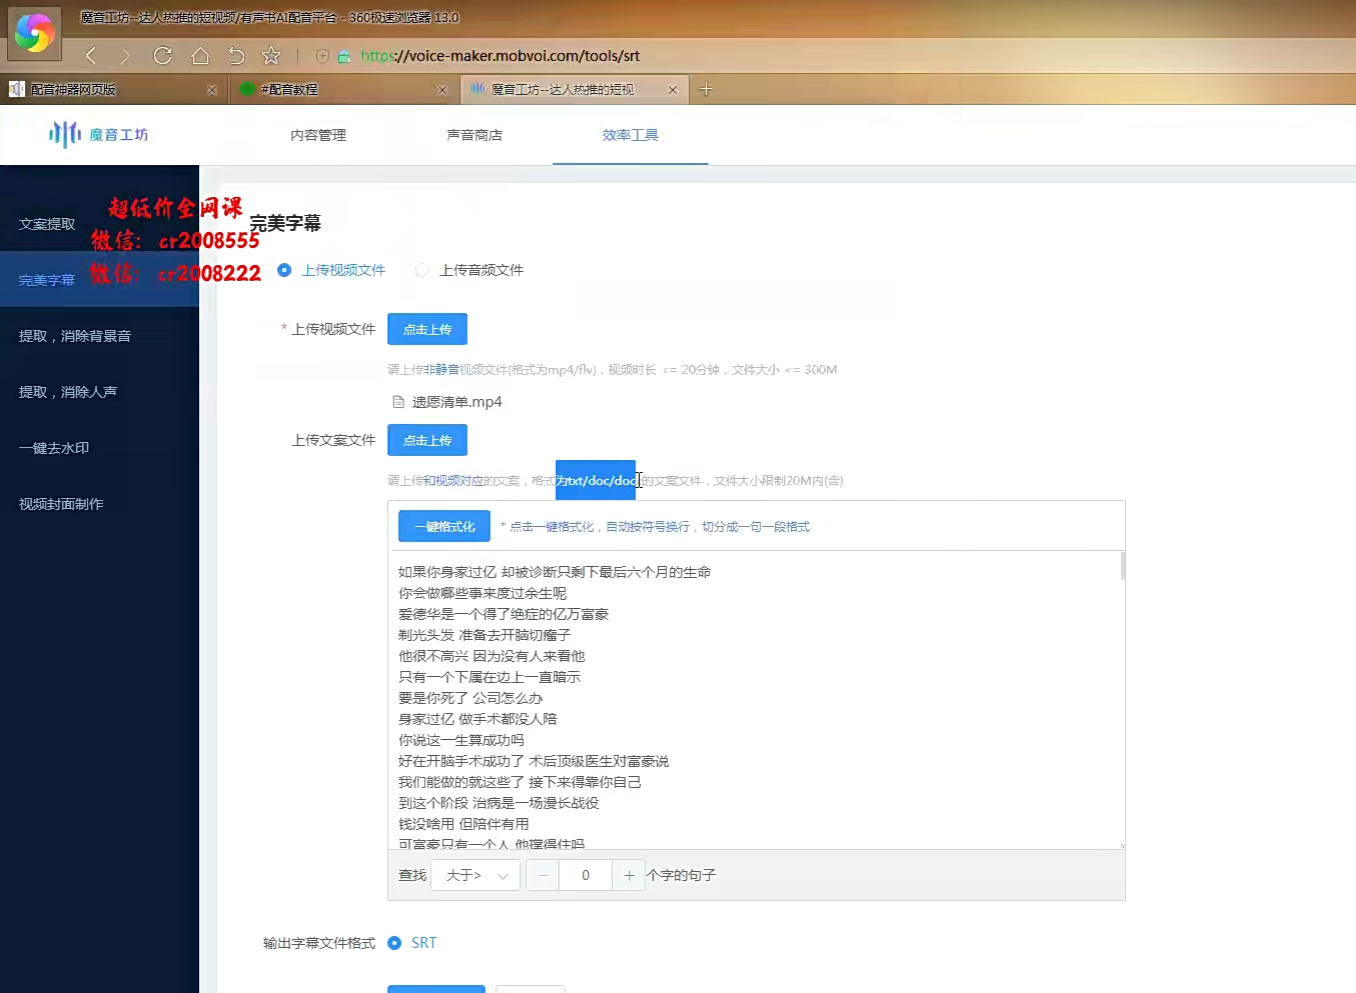 魔音工坊--达人热推的短视频/有声书AI配音平台 - 360极速浏览器 13.0
https://voice-maker.mobvoi.com/tools/srt
配音神器网页版
#配音教程
魔音工坊--达人热推的短视
魔音工坊
内容管理
声音商店
效率工具
超低价全网课
微信: cr2008555
微信: cr2008222
文案提取
完美字幕
提取，消除背景音
提取，消除人声
一键去水印
视频封面制作
完美字幕
上传视频文件
上传音频文件
* 上传视频文件
点击上传
请上传非静音视频文件(格式为mp4/flv)，视频时长 <= 20分钟，文件大小 <= 300M
遗愿清单.mp4
上传文案文件
点击上传
请上传和视频对应的文案，格式为txt/doc/doc的文案文件，文件大小限制20M内(含)
一键格式化
* 点击一键格式化，自动按符号换行，切分成一句一段格式
如果你身家过亿 却被诊断只剩下最后六个月的生命
你会做哪些事来度过余生呢
爱德华是一个得了绝症的亿万富豪
剃光头发 准备去开脑切瘤子
他很不高兴 因为没有人来看他
只有一个下属在边上一直暗示
要是你死了 公司怎么办
身家过亿 做手术都没人陪
你说这一生算成功吗
好在开脑手术成功了 术后顶级医生对富豪说
我们能做的就这些了 接下来得靠你自己
到这个阶段 治病是一场漫长战役
钱没啥用 但陪伴有用
可富豪只有一个人 他撑得住吗
查找 大于> － 0 + 个字的句子
输出字幕文件格式
SRT